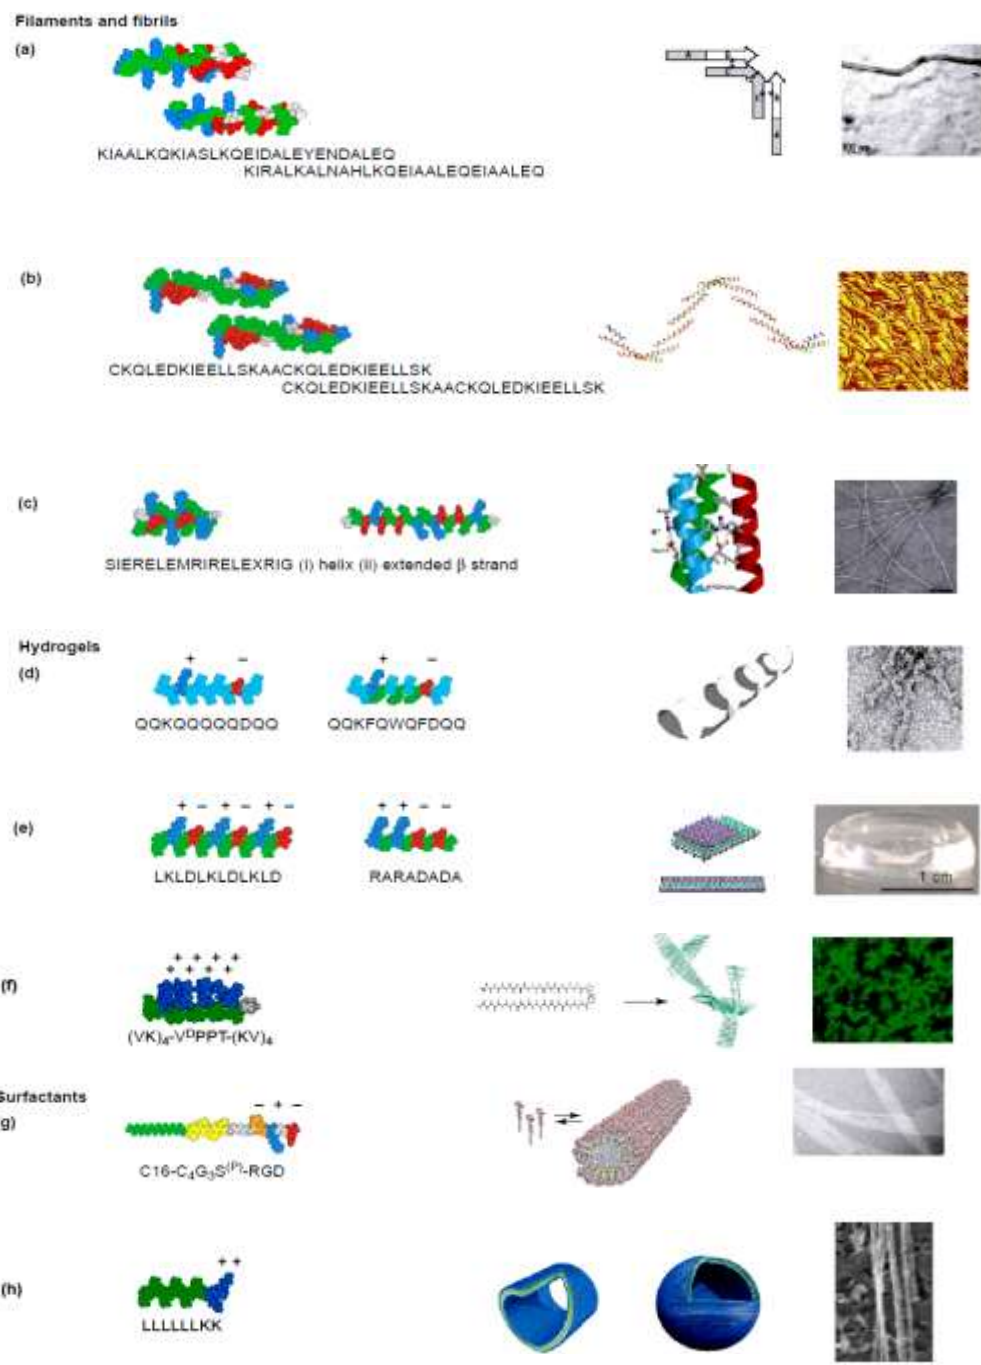 Filaments and fibrils
(a)
KIAALKQKIASLKQEIDALEYENDALEQ
KIRALKALNAHLKQEIAALEQEIAALEQ
(b)
CKQLEDKIEELLSKAACKQLEDKIEELLSK
CKQLEDKIEELLSKAACKQLEDKIEELLSK
(c)
SIERELEMRIRELEXRIG (i) helix (ii) extended β strand
Hydrogels
(d)
+ − + −
QQKQQQQQDQQ QQKFQWQFDQQ
(e)
+ − + − + − + + − −
LKLDLKLDLKLD RARADADA
1 cm
(f)
+ + + +
+ + + +
(VK)₄-VᴰPPT-(KV)₄
Surfactants
(g)
− + −
C16-C₄G₃S⁽ᴾ⁾-RGD
(h)
+ +
LLLLLLKK